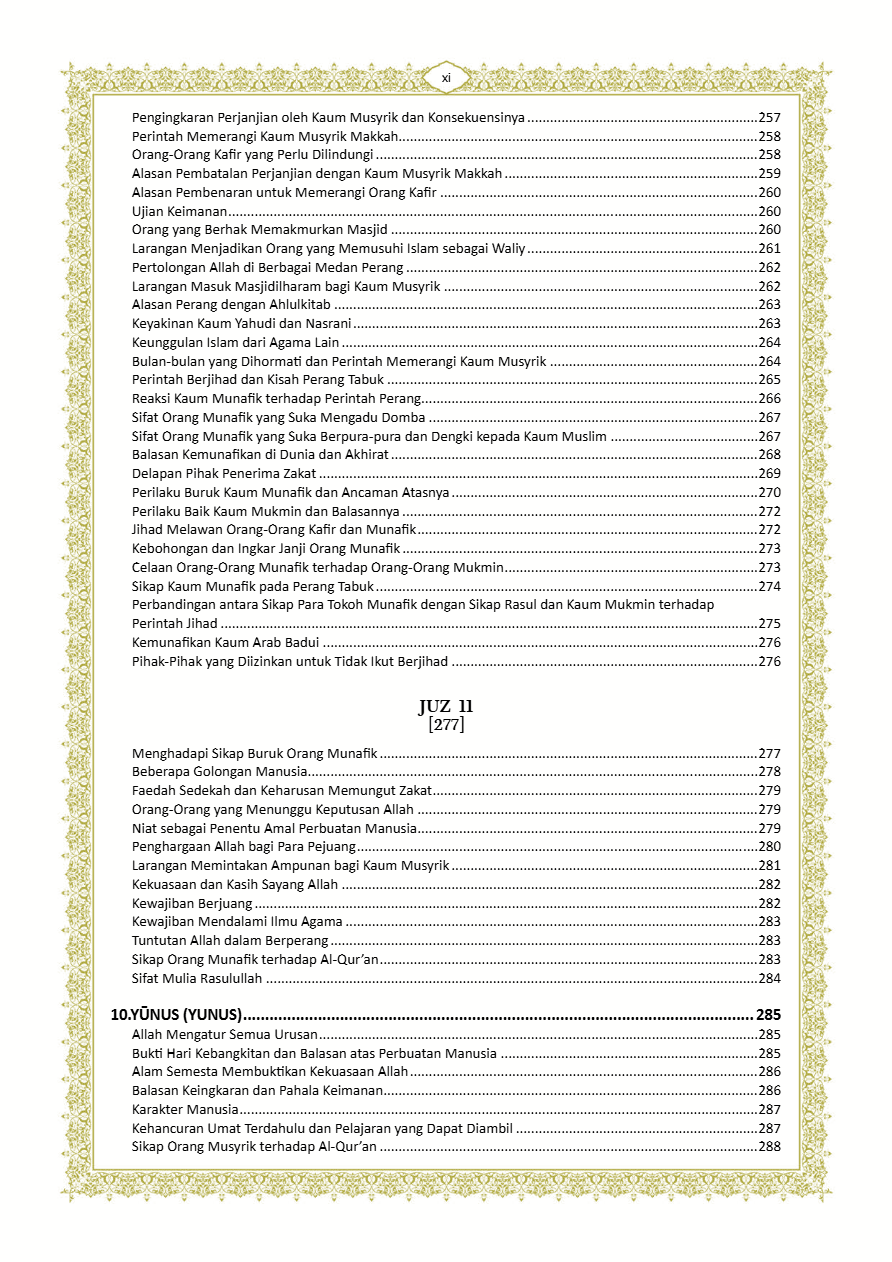 xi
Pengingkaran Perjanjian oleh Kaum Musyrik dan Konsekuensinya ........ 257
Perintah Memerangi Kaum Musyrik Makkah........ 258
Orang-Orang Kafir yang Perlu Dilindungi ........ 258
Alasan Pembatalan Perjanjian dengan Kaum Musyrik Makkah ........ 259
Alasan Pembenaran untuk Memerangi Orang Kafir ........ 260
Ujian Keimanan........ 260
Orang yang Berhak Memakmurkan Masjid ........ 260
Larangan Menjadikan Orang yang Memusuhi Islam sebagai Waliy ........ 261
Pertolongan Allah di Berbagai Medan Perang ........ 262
Larangan Masuk Masjidilharam bagi Kaum Musyrik ........ 262
Alasan Perang dengan Ahlulkitab ........ 263
Keyakinan Kaum Yahudi dan Nasrani ........ 263
Keunggulan Islam dari Agama Lain ........ 264
Bulan-bulan yang Dihormati dan Perintah Memerangi Kaum Musyrik ........ 264
Perintah Berjihad dan Kisah Perang Tabuk ........ 265
Reaksi Kaum Munafik terhadap Perintah Perang........ 266
Sifat Orang Munafik yang Suka Mengadu Domba ........ 267
Sifat Orang Munafik yang Suka Berpura-pura dan Dengki kepada Kaum Muslim ........ 267
Balasan Kemunafikan di Dunia dan Akhirat ........ 268
Delapan Pihak Penerima Zakat ........ 269
Perilaku Buruk Kaum Munafik dan Ancaman Atasnya ........ 270
Perilaku Baik Kaum Mukmin dan Balasannya ........ 272
Jihad Melawan Orang-Orang Kafir dan Munafik ........ 272
Kebohongan dan Ingkar Janji Orang Munafik ........ 273
Celaan Orang-Orang Munafik terhadap Orang-Orang Mukmin........ 273
Sikap Kaum Munafik pada Perang Tabuk ........ 274
Perbandingan antara Sikap Para Tokoh Munafik dengan Sikap Rasul dan Kaum Mukmin terhadap
Perintah Jihad ........ 275
Kemunafikan Kaum Arab Badui ........ 276
Pihak-Pihak yang Diizinkan untuk Tidak Ikut Berjihad ........ 276
JUZ 11
[277]
Menghadapi Sikap Buruk Orang Munafik ........ 277
Beberapa Golongan Manusia........ 278
Faedah Sedekah dan Keharusan Memungut Zakat........ 279
Orang-Orang yang Menunggu Keputusan Allah ........ 279
Niat sebagai Penentu Amal Perbuatan Manusia........ 279
Penghargaan Allah bagi Para Pejuang........ 280
Larangan Memintakan Ampunan bagi Kaum Musyrik ........ 281
Kekuasaan dan Kasih Sayang Allah ........ 282
Kewajiban Berjuang ........ 282
Kewajiban Mendalami Ilmu Agama ........ 283
Tuntutan Allah dalam Berperang ........ 283
Sikap Orang Munafik terhadap Al-Qur’an........ 283
Sifat Mulia Rasulullah ........ 284
10.YŪNUS (YUNUS)........ 285
Allah Mengatur Semua Urusan........ 285
Bukti Hari Kebangkitan dan Balasan atas Perbuatan Manusia ........ 285
Alam Semesta Membuktikan Kekuasaan Allah ........ 286
Balasan Keingkaran dan Pahala Keimanan........ 286
Karakter Manusia........ 287
Kehancuran Umat Terdahulu dan Pelajaran yang Dapat Diambil ........ 287
Sikap Orang Musyrik terhadap Al-Qur’an ........ 288